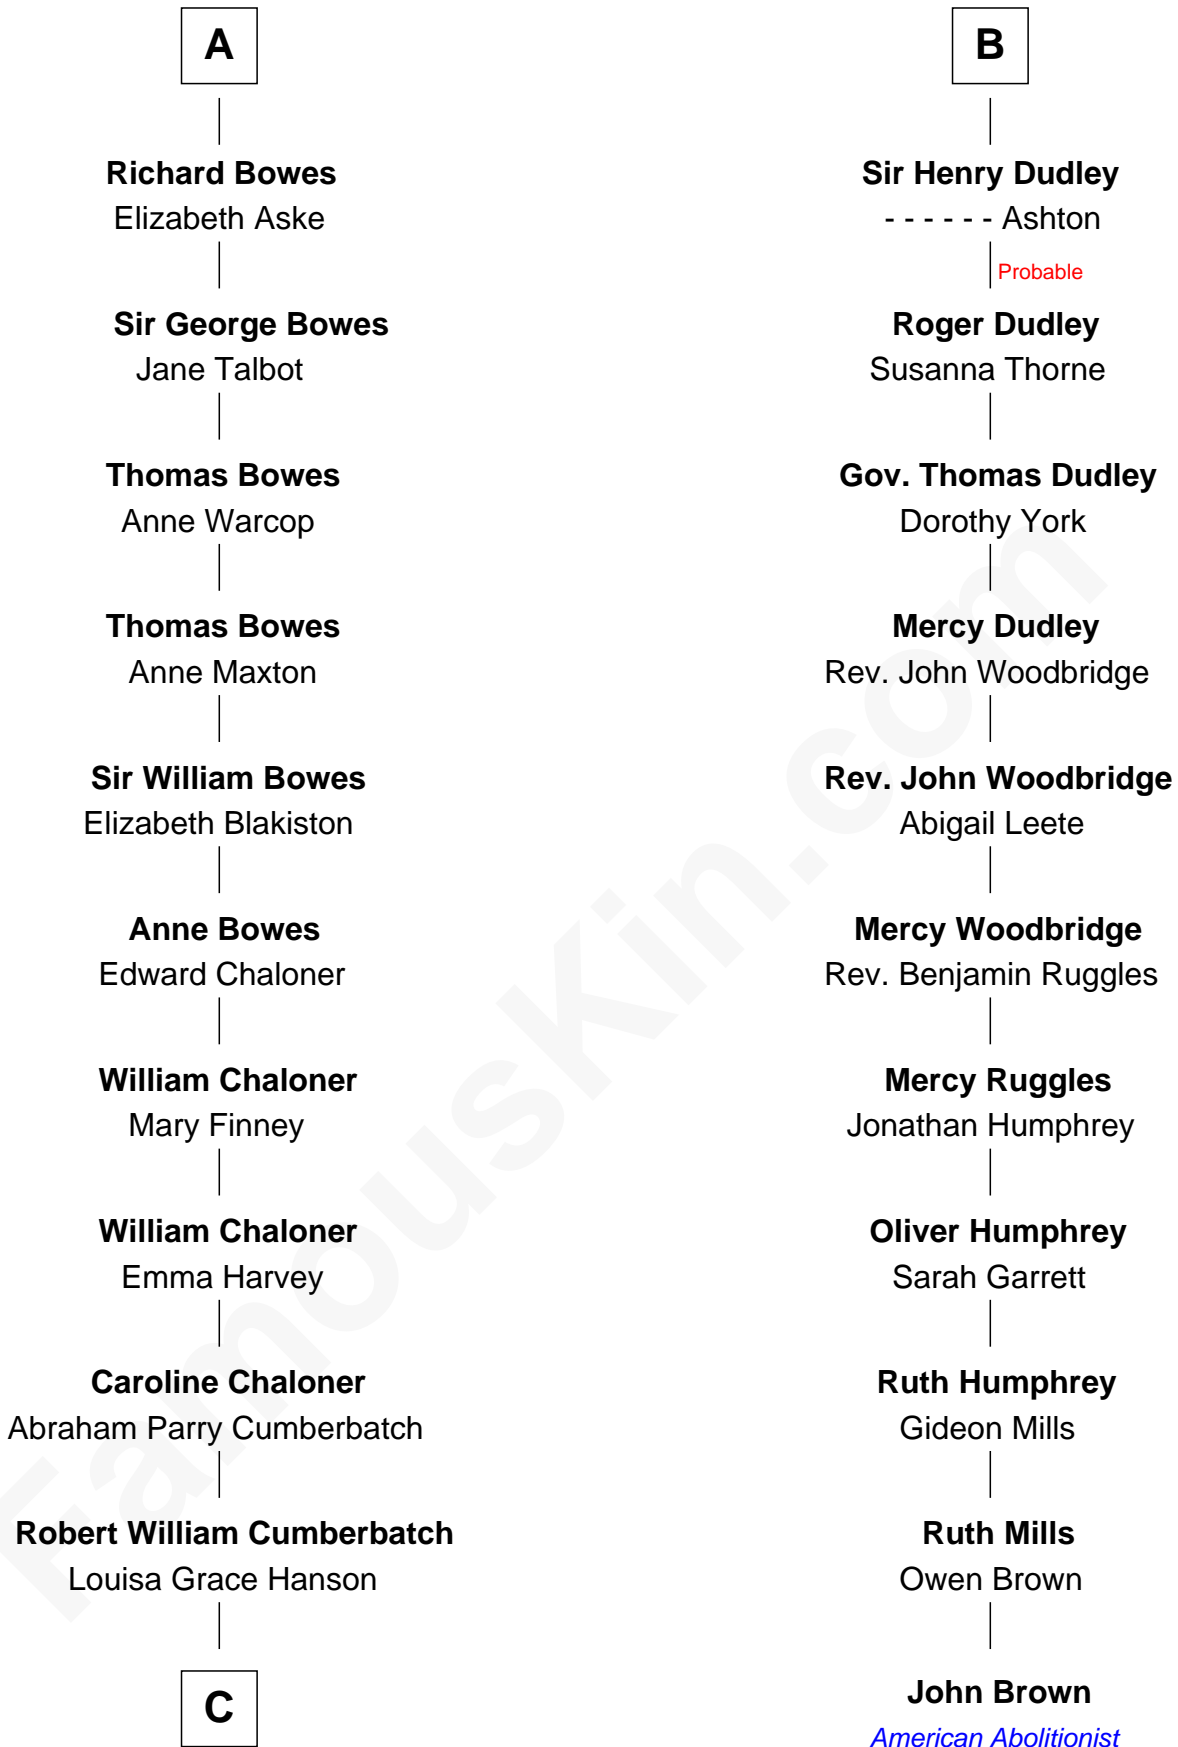 A
Richard Bowes
Elizabeth Aske
Sir George Bowes
Jane Talbot
Thomas Bowes
Anne Warcop
Thomas Bowes
Anne Maxton
Sir William Bowes
Elizabeth Blakiston
Anne Bowes
Edward Chaloner
William Chaloner
Mary Finney
William Chaloner
Emma Harvey
Caroline Chaloner
Abraham Parry Cumberbatch
Robert William Cumberbatch
Louisa Grace Hanson
C
B
Sir Henry Dudley
- - - - - - Ashton
Probable
Roger Dudley
Susanna Thorne
Gov. Thomas Dudley
Dorothy York
Mercy Dudley
Rev. John Woodbridge
Rev. John Woodbridge
Abigail Leete
Mercy Woodbridge
Rev. Benjamin Ruggles
Mercy Ruggles
Jonathan Humphrey
Oliver Humphrey
Sarah Garrett
Ruth Humphrey
Gideon Mills
Ruth Mills
Owen Brown
John Brown
American Abolitionist
FamousKin.com